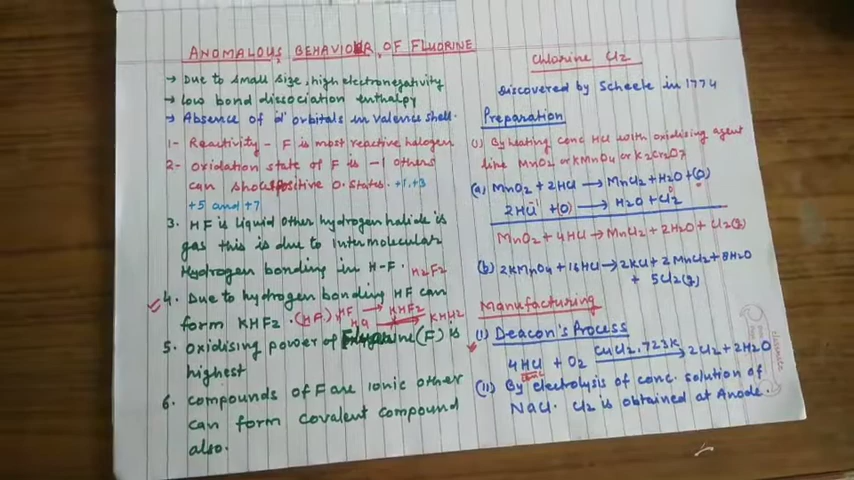 ANOMALOUS BEHAVIOUR OF FLUORINE
→ Due to small size, high electronegativity
→ Low bond dissociation enthalpy
→ Absence of d' orbitals in valence shell.
1- Reactivity - F is most reactive halogen
2- Oxidation state of F is -1 others
can show positive O. states. +1, +3
+5 and +7
3. HF is liquid other hydrogen halide is
gas this is due to Intermolecular
Hydrogen bonding in H-F. H2F2
4. Due to hydrogen bonding HF can
form KHF2. (HF), HF → KHF2
5. oxidising power of (F) is
highest
6. compounds of F are Ionic other
can form covalent compound
also.
Chlorine Cl2
discovered by Scheele in 1774
Preparation
(i) By heating conc HCl with oxidising agent
like MnO2 or KMnO4 or K2Cr2O7
(a) MnO2 + 2HCl → MnCl2 + H2O + (O)
2HCl + (O) → H2O + Cl2
MnO2 + 4HCl → MnCl2 + 2H2O + Cl2(g)
(b) 2KMnO4 + 16HCl → 2KCl + 2MnCl2 + 8H2O
+ 5Cl2(g)
Manufacturing
(i) Deacon's Process
4HCl + O2 CuCl2, 723K → 2Cl2 + 2H2O
(ii) By electrolysis of conc. solution of
NaCl. Cl2 is obtained at Anode.